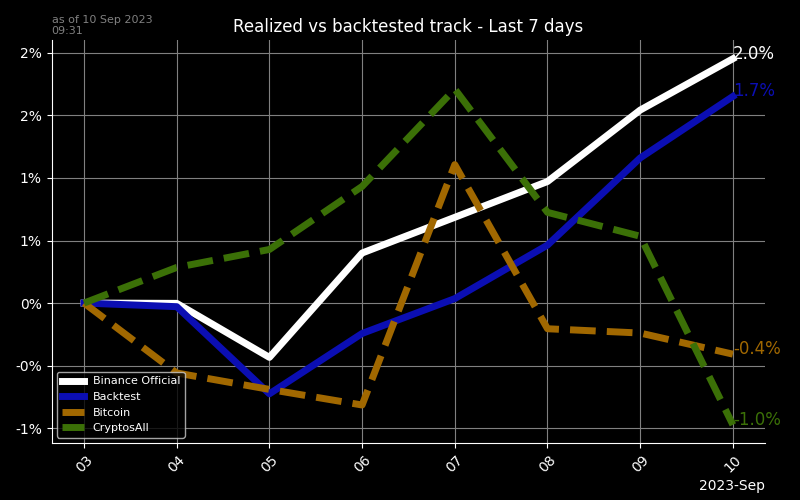 as of 10 Sep 2023
09:31
Realized vs backtested track - Last 7 days
2%
2%
1%
1%
0%
-0%
-1%
2.0%
1.7%
-0.4%
-1.0%
Binance Official
Backtest
Bitcoin
CryptosAll
03
04
05
06
07
08
09
10
2023-Sep